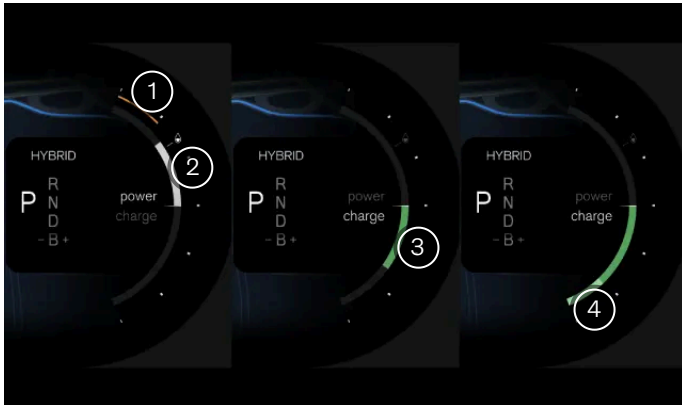 1
2
HYBRID
P
R
N
D
- B +
power
charge
HYBRID
P
R
N
D
- B +
power
charge
3
HYBRID
P
R
N
D
- B +
power
charge
4